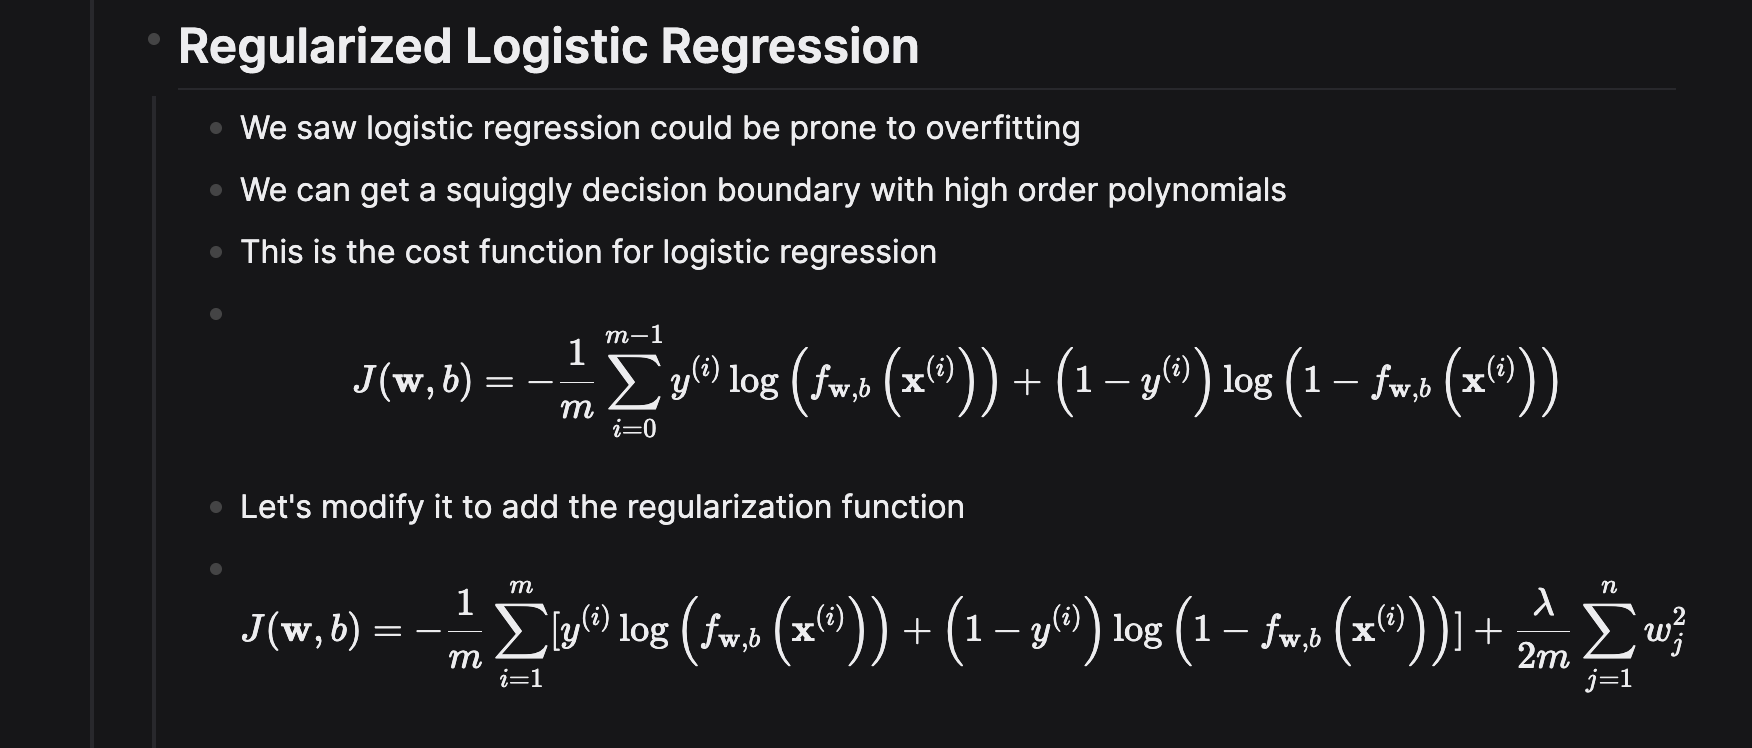 Regularized Logistic Regression
We saw logistic regression could be prone to overfitting
We can get a squiggly decision boundary with high order polynomials
This is the cost function for logistic regression
$J(\mathbf{w}, b) = -\frac{1}{m} \sum_{i=0}^{m-1} y^{(i)} \log \left( f_{\mathbf{w},b} \left( \mathbf{x}^{(i)} \right) \right) + \left( 1 - y^{(i)} \right) \log \left( 1 - f_{\mathbf{w},b} \left( \mathbf{x}^{(i)} \right) \right)$
Let's modify it to add the regularization function
$J(\mathbf{w}, b) = -\frac{1}{m} \sum_{i=1}^{m} [ y^{(i)} \log \left( f_{\mathbf{w},b} \left( \mathbf{x}^{(i)} \right) \right) + \left( 1 - y^{(i)} \right) \log \left( 1 - f_{\mathbf{w},b} \left( \mathbf{x}^{(i)} \right) \right) ] + \frac{\lambda}{2m} \sum_{j=1}^{n} w_j^2$